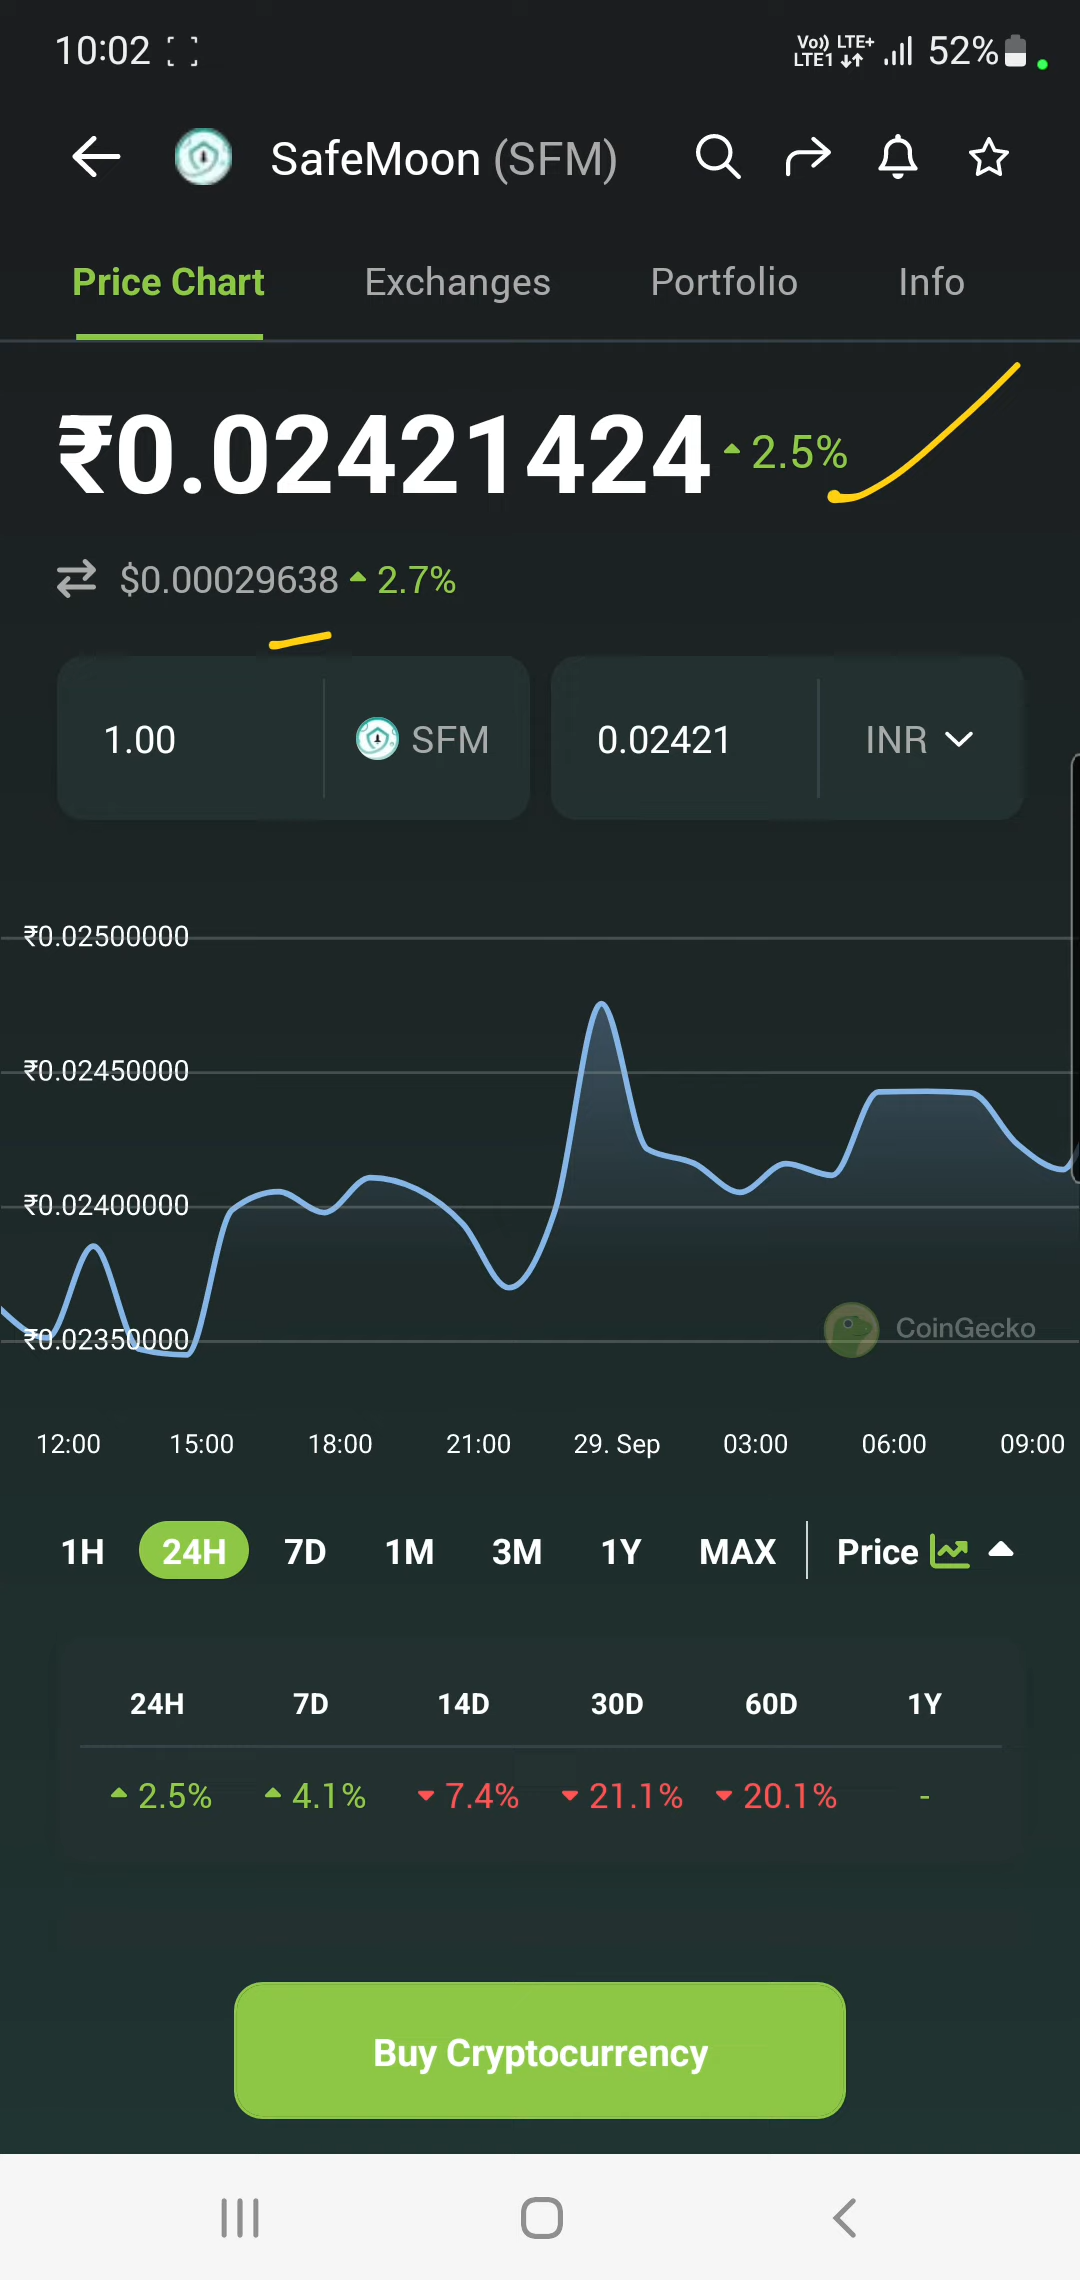 10:02
Vo)) LTE+
LTE1
52%
SafeMoon (SFM)
Price Chart Exchanges Portfolio Info
₹0.02421424 2.5%
$0.00029638 2.7%
1.00 SFM 0.02421 INR
₹0.02500000
₹0.02450000
₹0.02400000
₹0.02350000
CoinGecko
12:00 15:00 18:00 21:00 29. Sep 03:00 06:00 09:00
1H 24H 7D 1M 3M 1Y MAX Price
24H 7D 14D 30D 60D 1Y
2.5% 4.1% 7.4% 21.1% 20.1% -
Buy Cryptocurrency